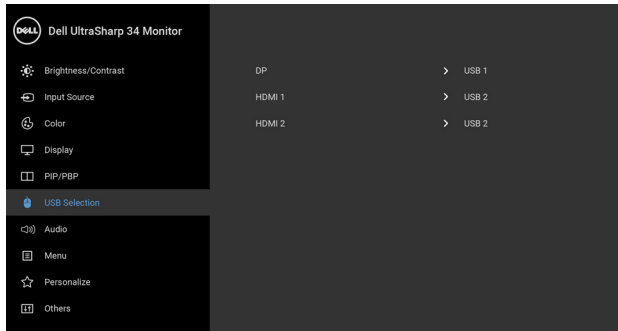 DELL Dell UltraSharp 34 Monitor
Brightness/Contrast
Input Source
Color
Display
PIP/PBP
USB Selection
Audio
Menu
Personalize
Others
DP > USB 1
HDMI 1 > USB 2
HDMI 2 > USB 2